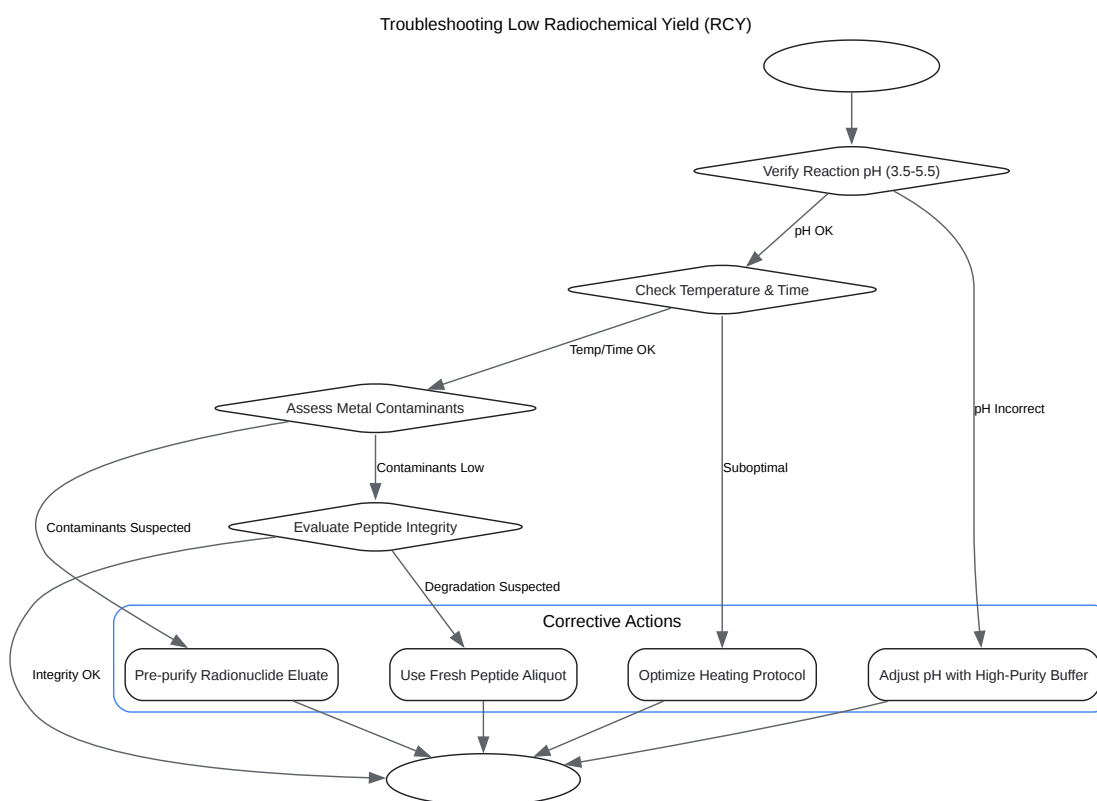 Troubleshooting Low Radiochemical Yield (RCY)
Verify Reaction pH (3.5-5.5)
pH OK
Check Temperature & Time
Temp/Time OK
Assess Metal Contaminants
pH Incorrect
Contaminants Low
Suboptimal
Contaminants Suspected
Evaluate Peptide Integrity
Degradation Suspected
Corrective Actions
Integrity OK
Pre-purify Radionuclide Eluate
Use Fresh Peptide Aliquot
Optimize Heating Protocol
Adjust pH with High-Purity Buffer